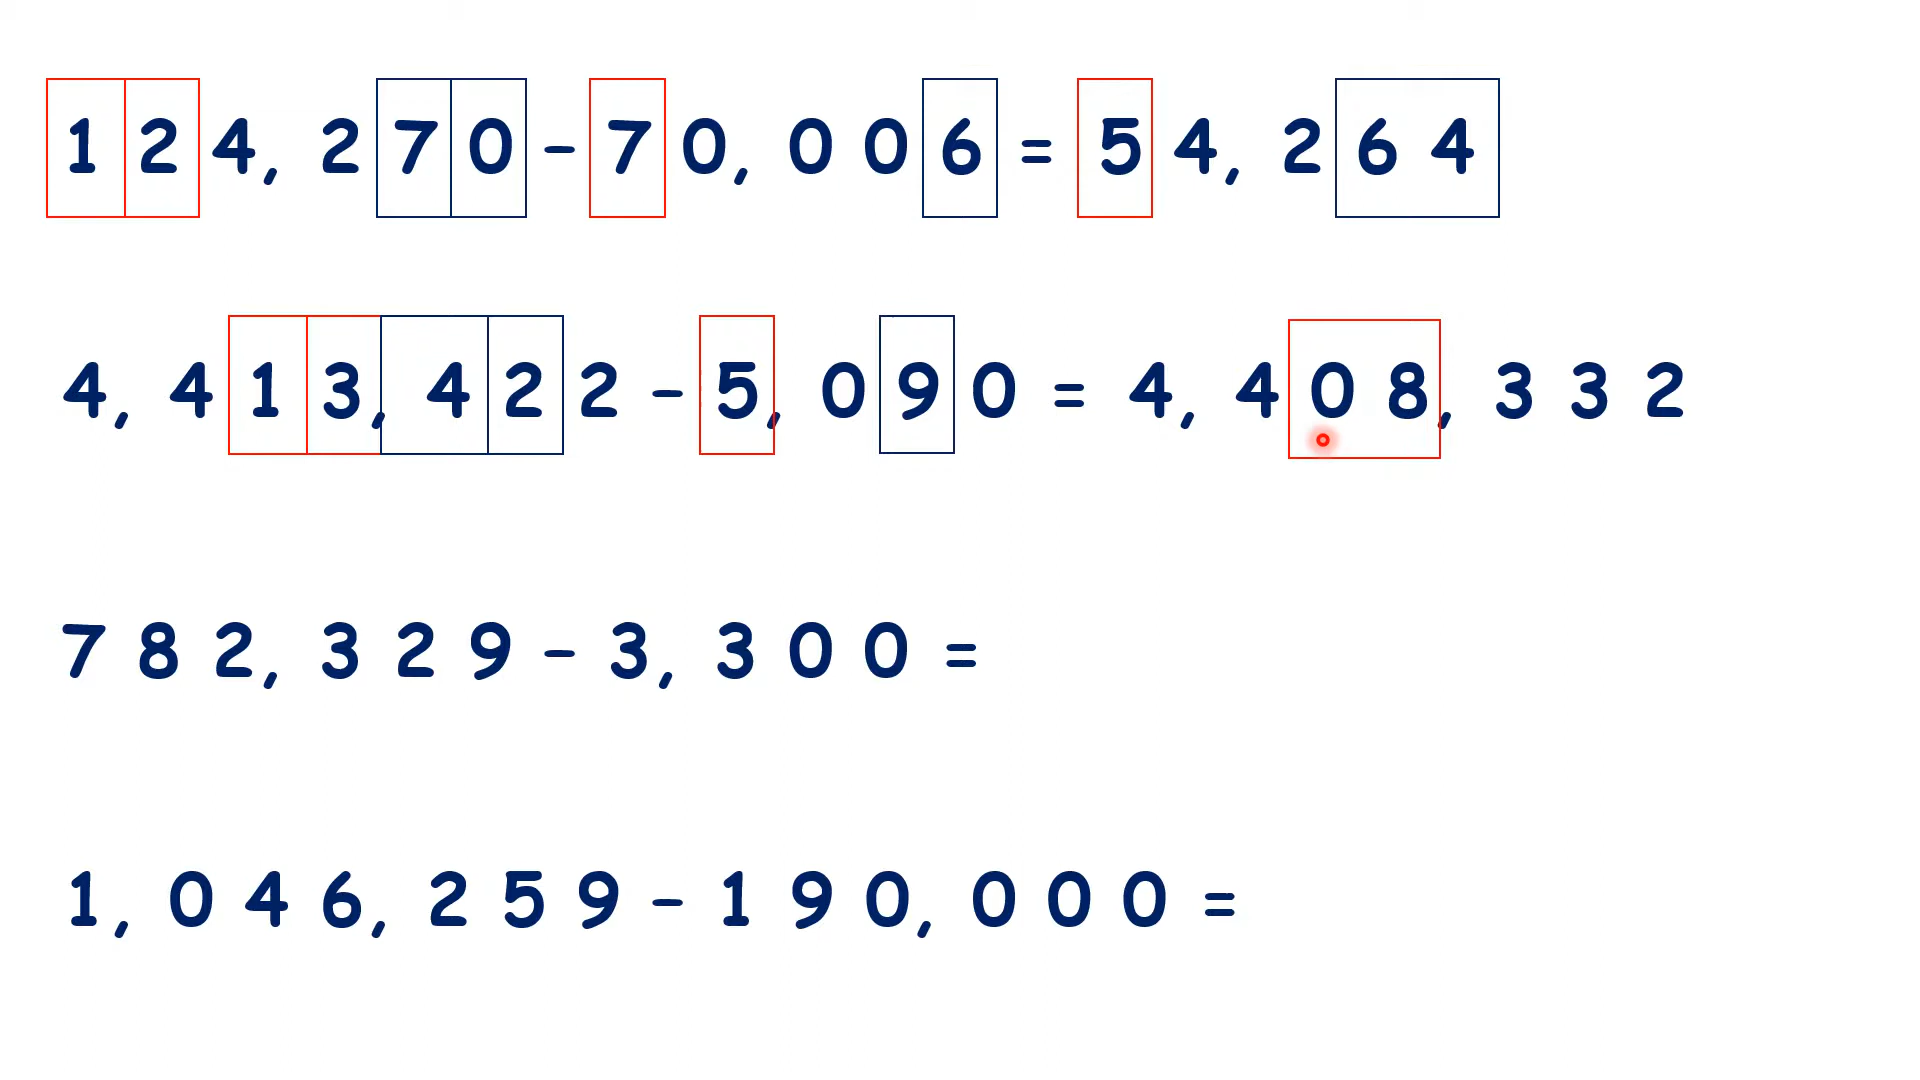 124, 270 – 70, 006 = 54, 264
4, 413, 422 – 5, 090 = 4, 408, 332
782, 329 – 3, 300 =
1, 046, 259 – 190, 000 =